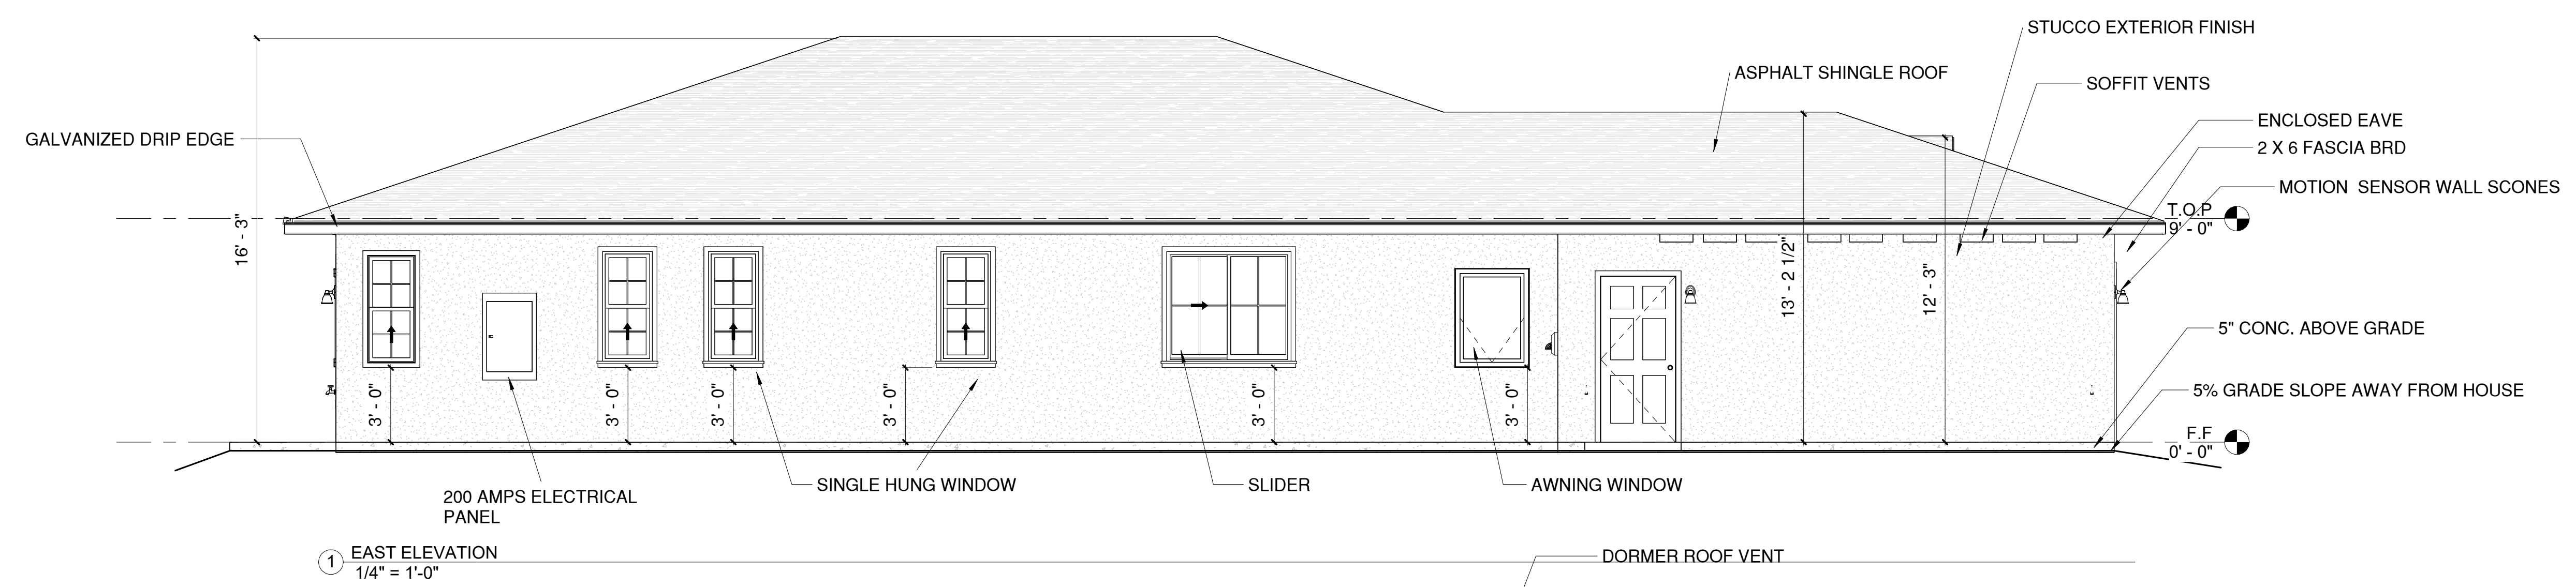 STUCCO EXTERIOR FINISH
ASPHALT SHINGLE ROOF
SOFFIT VENTS
ENCLOSED EAVE
GALVANIZED DRIP EDGE
2 X 6 FASCIA BRD
MOTION  SENSOR WALL SCONES
T.O.P
9' - 0"
16' - 3"
13' - 2 1/2"
12' - 3"
5" CONC. ABOVE GRADE
5% GRADE SLOPE AWAY FROM HOUSE
3' - 0"
3' - 0"
3' - 0"
3' - 0"
3' - 0"
3' - 0"
F.F
0' - 0"
SINGLE HUNG WINDOW
SLIDER
AWNING WINDOW
200 AMPS ELECTRICAL
PANEL
1
EAST ELEVATION
1/4" = 1'-0"
DORMER ROOF VENT